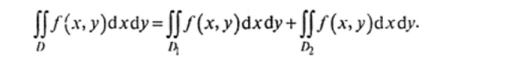 ∬_D f(x, y)dxdy = ∬_{D₁} f(x, y)dxdy + ∬_{D₂} f(x, y)dxdy.